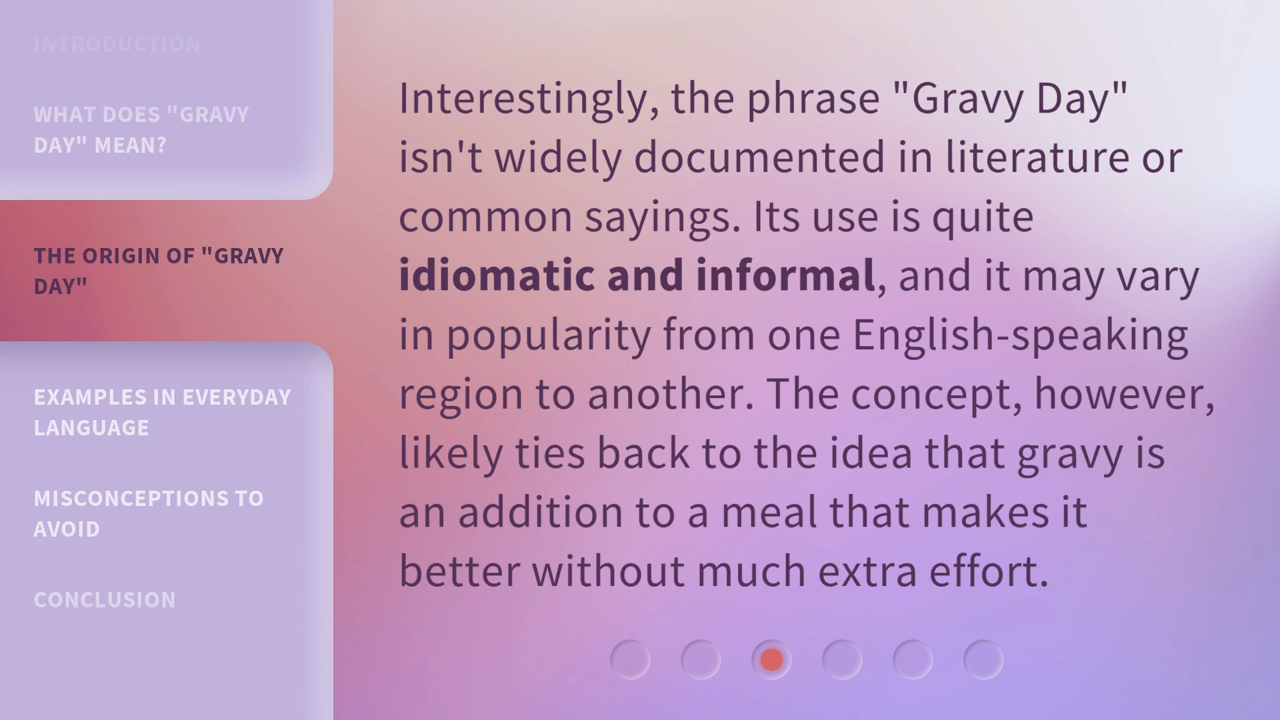 INTRODUCTION
WHAT DOES "GRAVY
DAY" MEAN?
THE ORIGIN OF "GRAVY
DAY"
EXAMPLES IN EVERYDAY
LANGUAGE
MISCONCEPTIONS TO
AVOID
CONCLUSION
Interestingly, the phrase "Gravy Day"
isn't widely documented in literature or
common sayings. Its use is quite
idiomatic and informal, and it may vary
in popularity from one English-speaking
region to another. The concept, however,
likely ties back to the idea that gravy is
an addition to a meal that makes it
better without much extra effort.